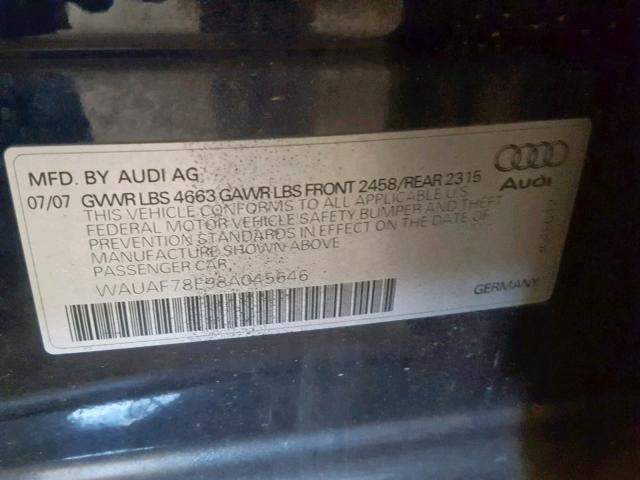 MFD. BY AUDI AG
07/07 GVWR LBS 4663 GAWR LBS FRONT 2458/REAR 2315
THIS VEHICLE CONFORMS TO ALL APPLICABLE U.S.
FEDERAL MOTOR VEHICLE SAFETY BUMPER AND THEFT
PREVENTION STANDARDS IN EFFECT ON THE DATE OF
MANUFACTURE SHOWN ABOVE
PASSENGER CAR
WAUAF78E98A045646
Audi
GERMANY